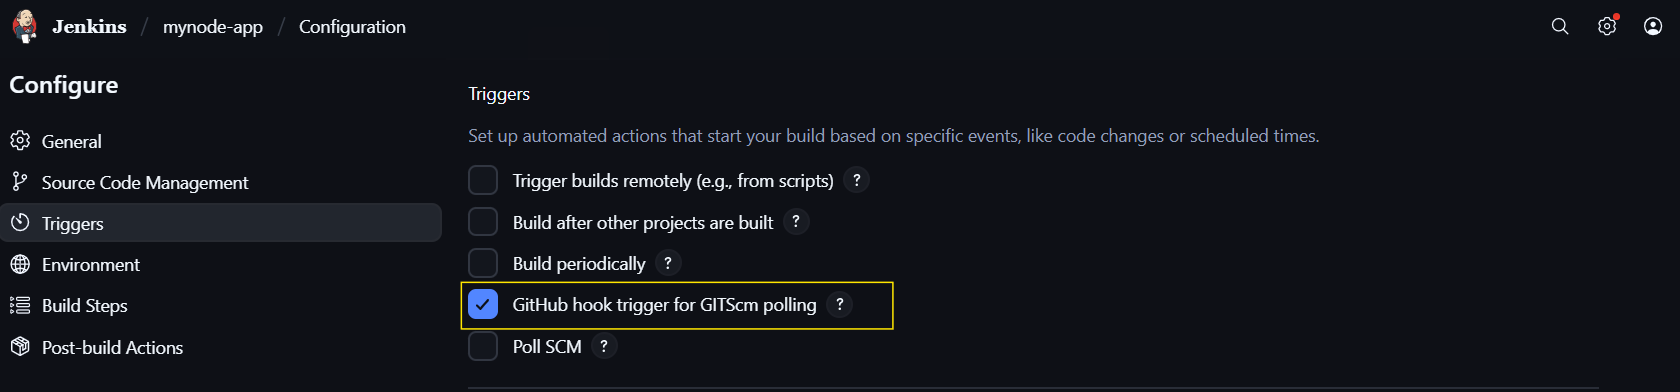 Jenkins / mynode-app / Configuration
Configure
General
Source Code Management
Triggers
Environment
Build Steps
Post-build Actions
Triggers
Set up automated actions that start your build based on specific events, like code changes or scheduled times.
Trigger builds remotely (e.g., from scripts) ?
Build after other projects are built ?
Build periodically ?
GitHub hook trigger for GITScm polling ?
Poll SCM ?